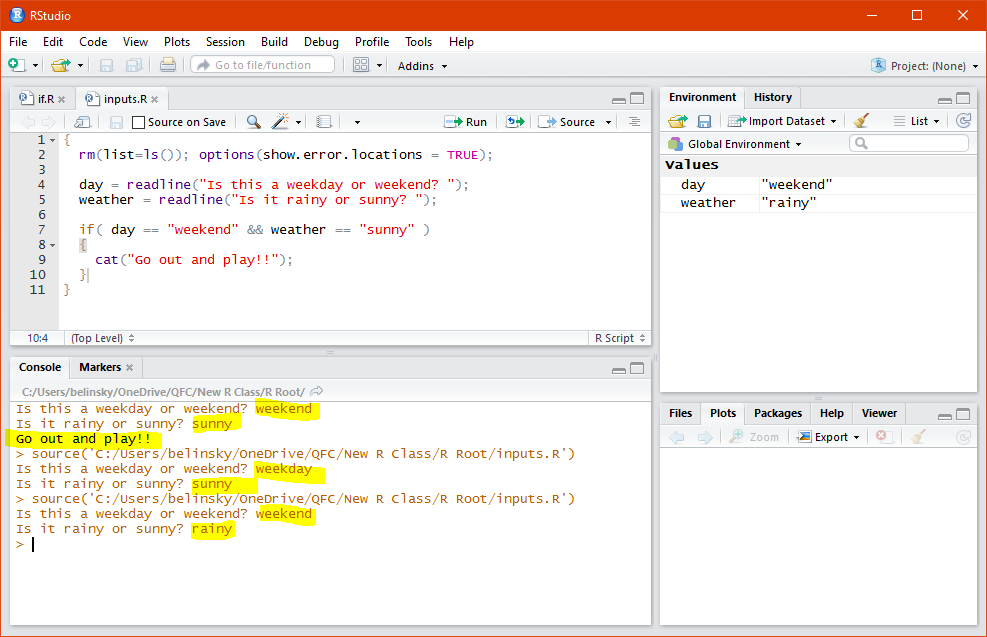 RStudio
File Edit Code View Plots Session Build Debug Profile Tools Help
Go to file/function Addins Project: (None)
if.R inputs.R
Source on Save Run Source
1 {
2 rm(list=ls()); options(show.error.locations = TRUE);
3
4 day = readline("Is this a weekday or weekend? ");
5 weather = readline("Is it rainy or sunny? ");
6
7 if( day == "weekend" && weather == "sunny" )
8 {
9 cat("Go out and play!!");
10 }
11 }
10:4 (Top Level) R Script
Console Markers
C:/Users/belinsky/OneDrive/QFC/New R Class/R Root/
Is this a weekday or weekend? weekend
Is it rainy or sunny? sunny
Go out and play!!
> source('C:/Users/belinsky/OneDrive/QFC/New R Class/R Root/inputs.R')
Is this a weekday or weekend? weekday
Is it rainy or sunny? sunny
> source('C:/Users/belinsky/OneDrive/QFC/New R Class/R Root/inputs.R')
Is this a weekday or weekend? weekend
Is it rainy or sunny? rainy
>
Environment History
Import Dataset List
Global Environment
Values
day "weekend"
weather "rainy"
Files Plots Packages Help Viewer
Zoom Export